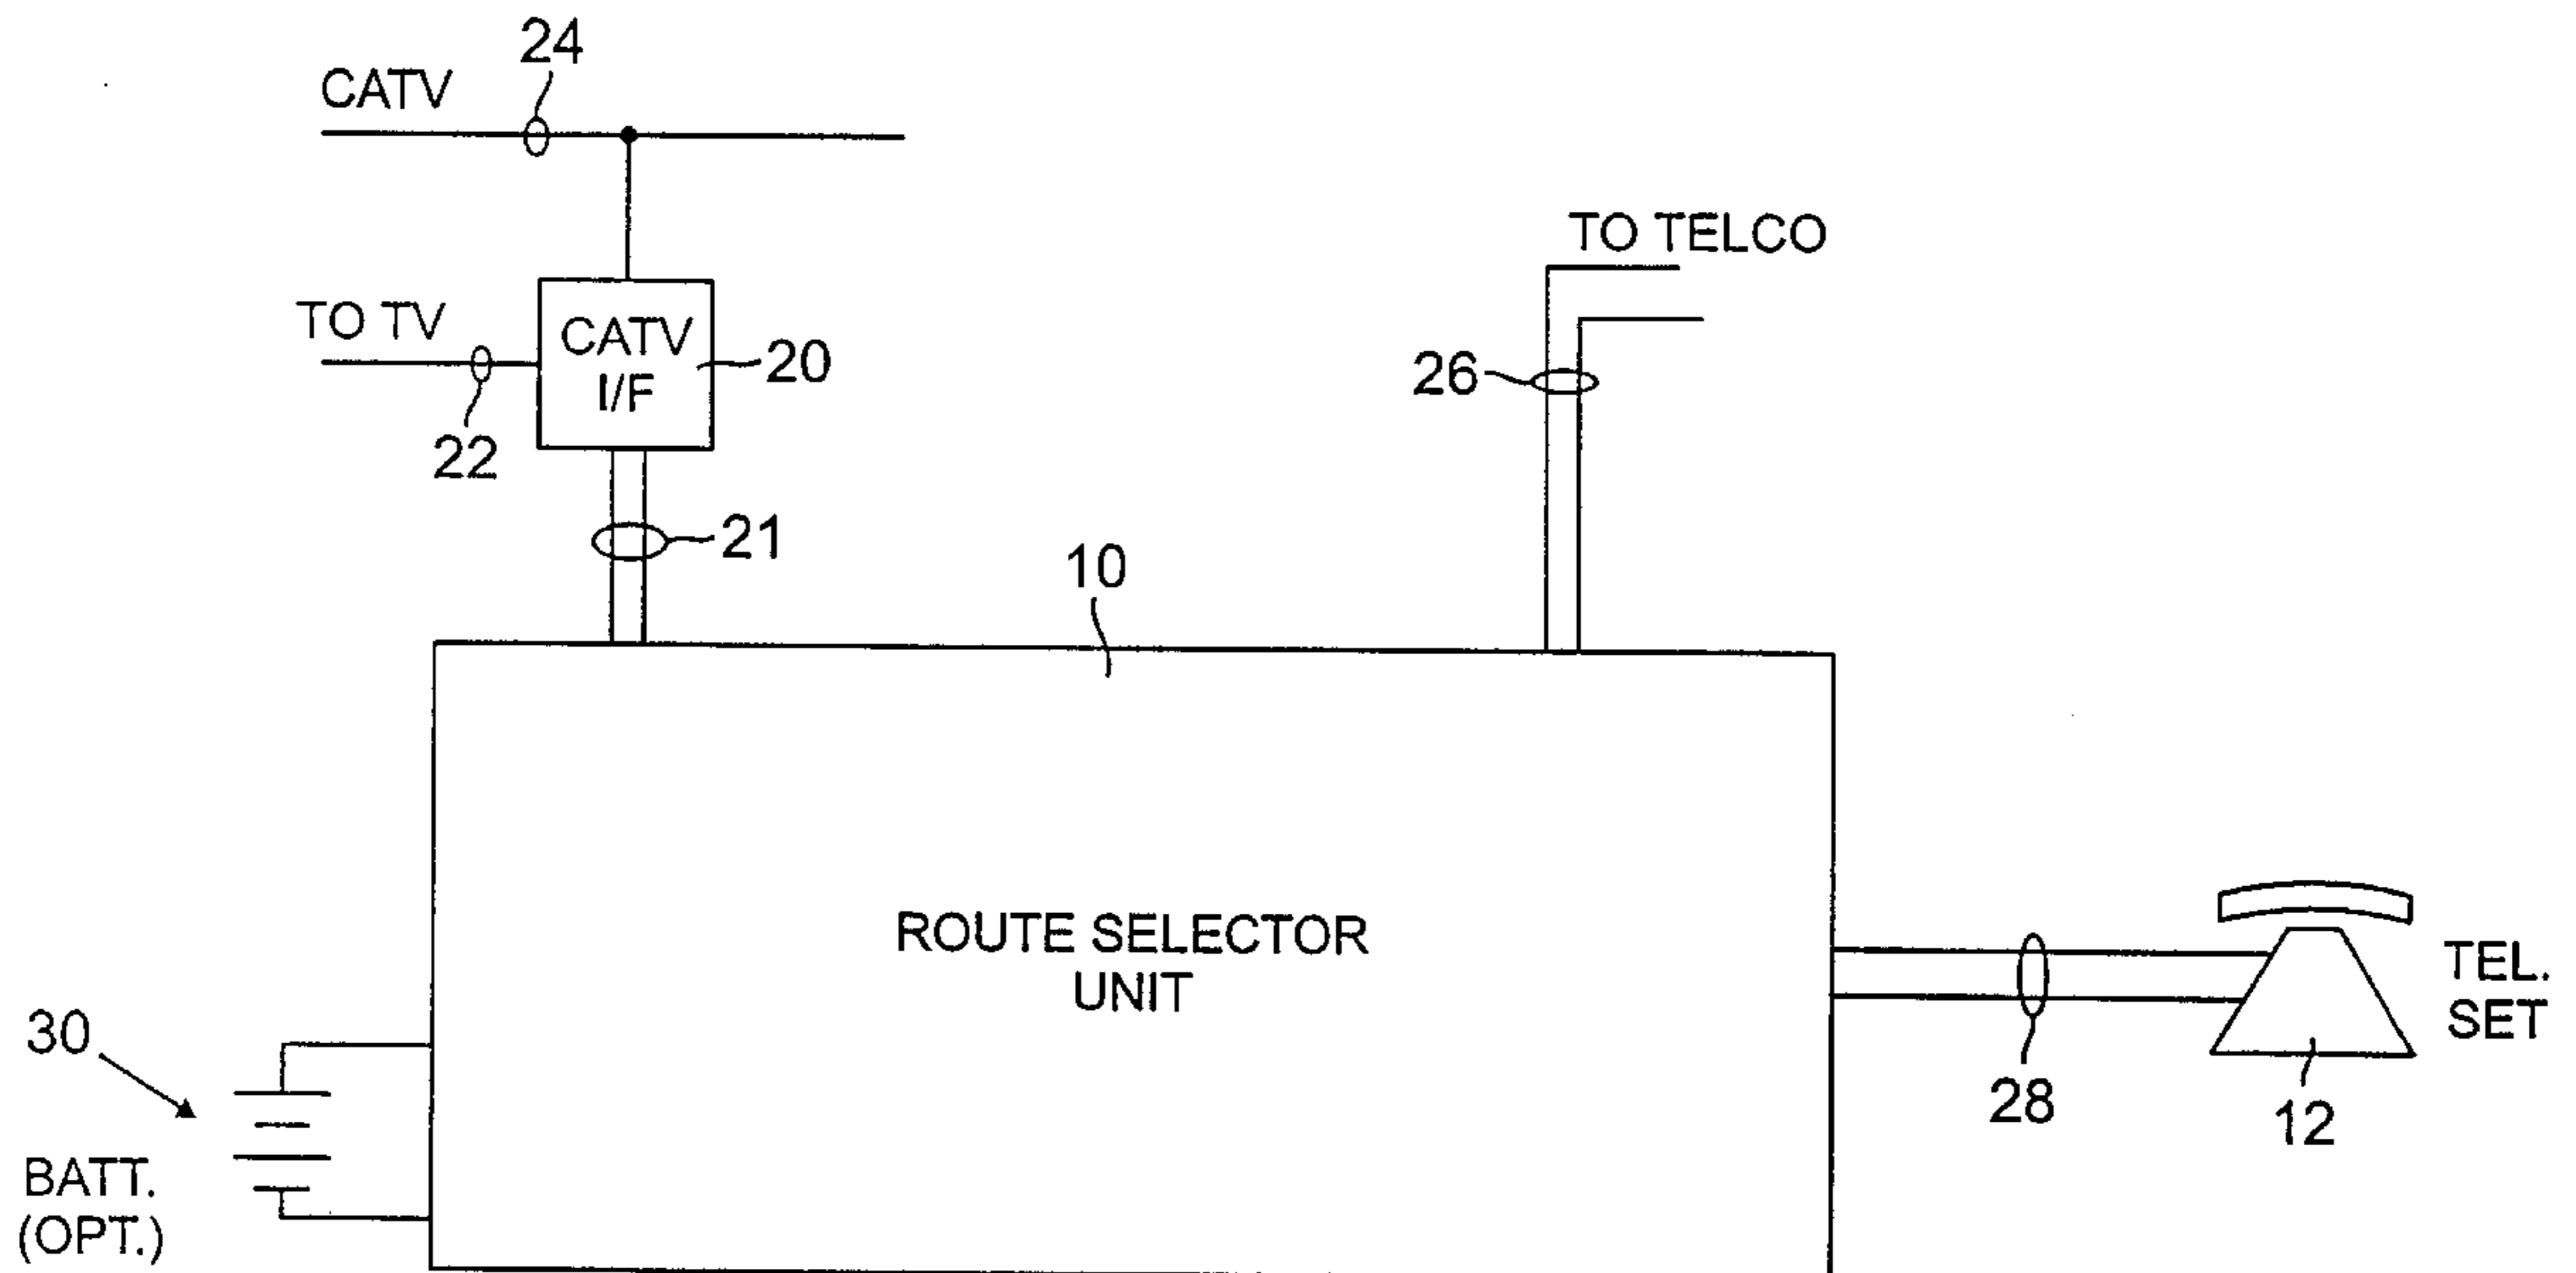 24
CATV
TO TELCO
TO TV
CATV
I/F
20
26
22
21
10
ROUTE SELECTOR
UNIT
TEL.
SET
30
28
12
BATT.
(OPT.)